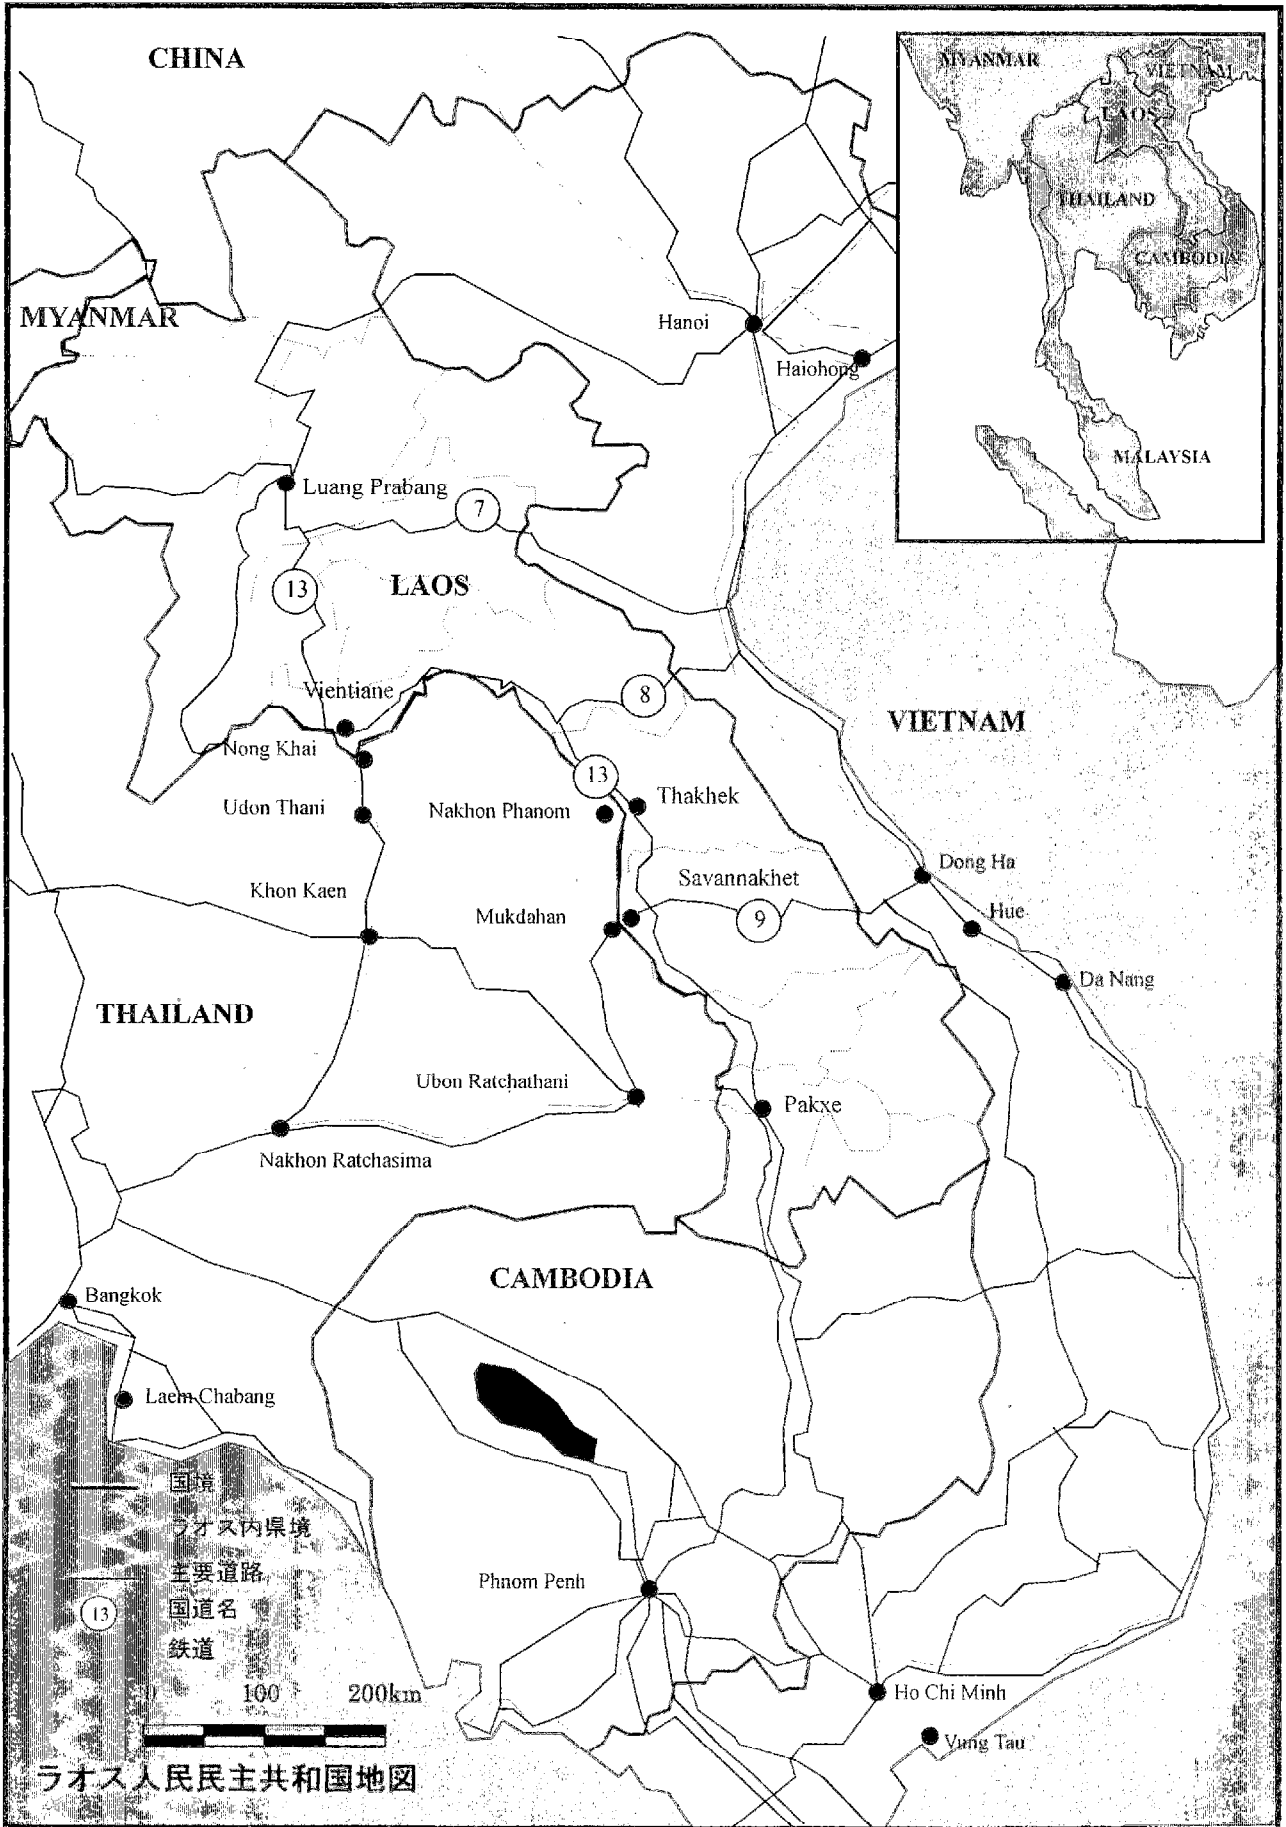 CHINA
MYANMAR
VIETNAM
LAOS
THAILAND
CAMBODIA
MALAYSIA
MYANMAR
Hanoi
Haiohong
Luang Prabang
7
13
LAOS
Vientiane
8
VIETNAM
Nong Khai
13
Udon Thani
Nakhon Phanom
Thakhek
Dong Ha
Khon Kaen
Savannakhet
Mukdahan
9
Hue
Da Nang
THAILAND
Ubon Ratchathani
Pakxe
Nakhon Ratchasima
CAMBODIA
Bangkok
Laem Chabang
国境
ラオス内県境
主要道路
13
国道名
鉄道
Phnom Penh
0 100 200km
Ho Chi Minh
Vung Tau
ラオス人民民主共和国地図